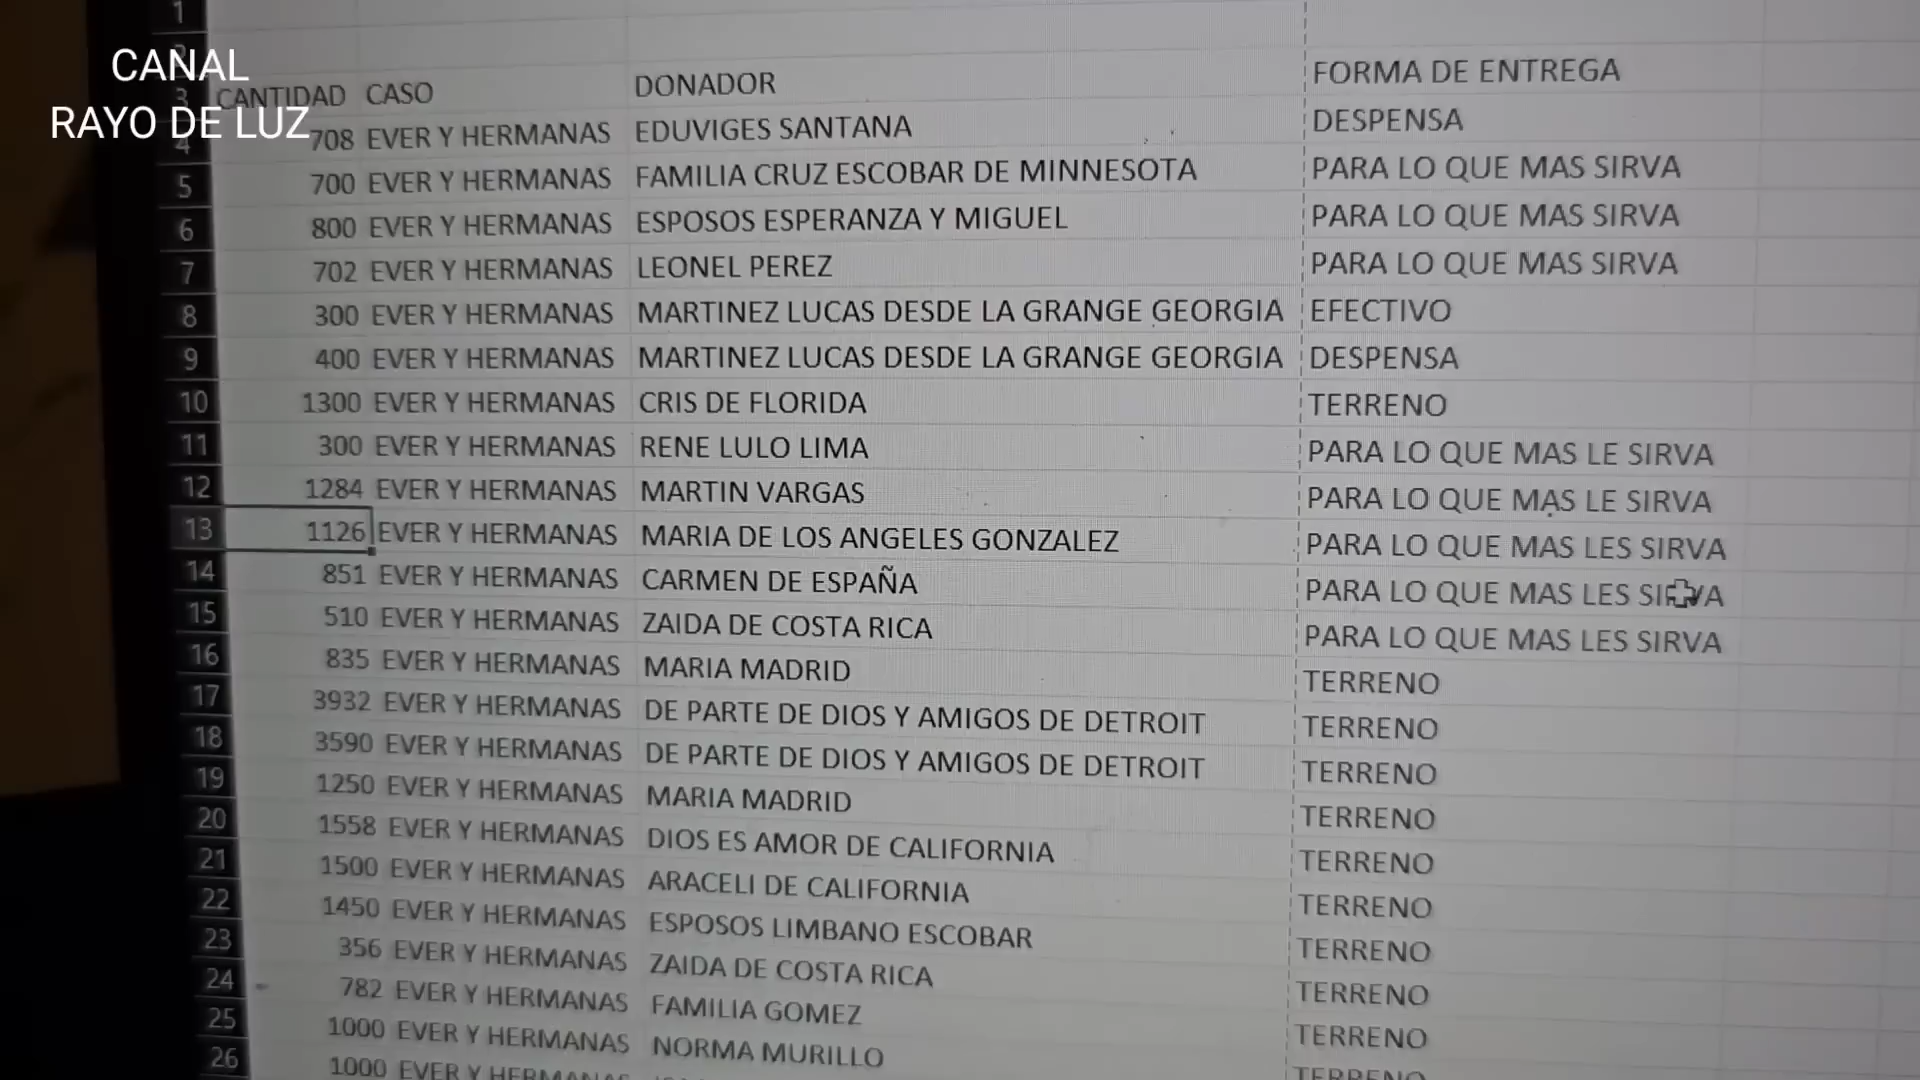 CANAL
RAYO DE LUZ
1
3 CANTIDAD CASO DONADOR FORMA DE ENTREGA
4 708 EVER Y HERMANAS EDUVIGES SANTANA DESPENSA
5 700 EVER Y HERMANAS FAMILIA CRUZ ESCOBAR DE MINNESOTA PARA LO QUE MAS SIRVA
6 800 EVER Y HERMANAS ESPOSOS ESPERANZA Y MIGUEL PARA LO QUE MAS SIRVA
7 702 EVER Y HERMANAS LEONEL PEREZ PARA LO QUE MAS SIRVA
8 300 EVER Y HERMANAS MARTINEZ LUCAS DESDE LA GRANGE GEORGIA EFECTIVO
9 400 EVER Y HERMANAS MARTINEZ LUCAS DESDE LA GRANGE GEORGIA DESPENSA
10 1300 EVER Y HERMANAS CRIS DE FLORIDA TERRENO
11 300 EVER Y HERMANAS RENE LULO LIMA PARA LO QUE MAS LE SIRVA
12 1284 EVER Y HERMANAS MARTIN VARGAS PARA LO QUE MAS LE SIRVA
13 1126 EVER Y HERMANAS MARIA DE LOS ANGELES GONZALEZ PARA LO QUE MAS LES SIRVA
14 851 EVER Y HERMANAS CARMEN DE ESPAÑA PARA LO QUE MAS LES SIRVA
15 510 EVER Y HERMANAS ZAIDA DE COSTA RICA PARA LO QUE MAS LES SIRVA
16 835 EVER Y HERMANAS MARIA MADRID TERRENO
17 3932 EVER Y HERMANAS DE PARTE DE DIOS Y AMIGOS DE DETROIT TERRENO
18 3590 EVER Y HERMANAS DE PARTE DE DIOS Y AMIGOS DE DETROIT TERRENO
19 1250 EVER Y HERMANAS MARIA MADRID TERRENO
20 1558 EVER Y HERMANAS DIOS ES AMOR DE CALIFORNIA TERRENO
21 1500 EVER Y HERMANAS ARACELI DE CALIFORNIA TERRENO
22 1450 EVER Y HERMANAS ESPOSOS LIMBANO ESCOBAR TERRENO
23 356 EVER Y HERMANAS ZAIDA DE COSTA RICA TERRENO
24 782 EVER Y HERMANAS FAMILIA GOMEZ TERRENO
25 1000 EVER Y HERMANAS NORMA MURILLO TERRENO
26 1000 EVER Y HERMANAS TERRENO